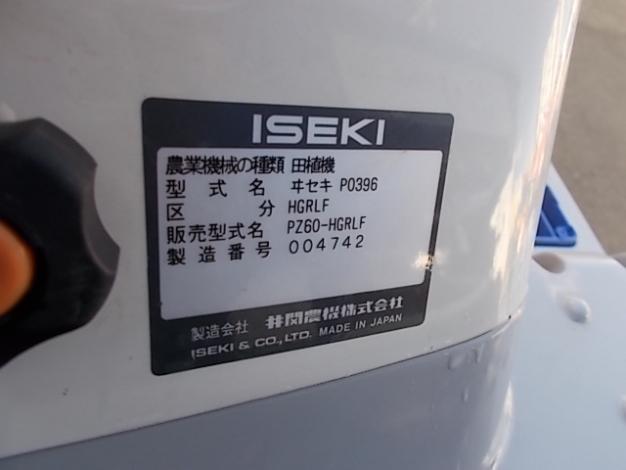 ISEKI
農業機械の種類 田植機
型式名 ヰセキ P0396
区分 HGRLF
販売型式名 PZ60-HGRLF
製造番号 004742
製造会社 井関農機株式会社
ISEKI & CO., LTD. MADE IN JAPAN